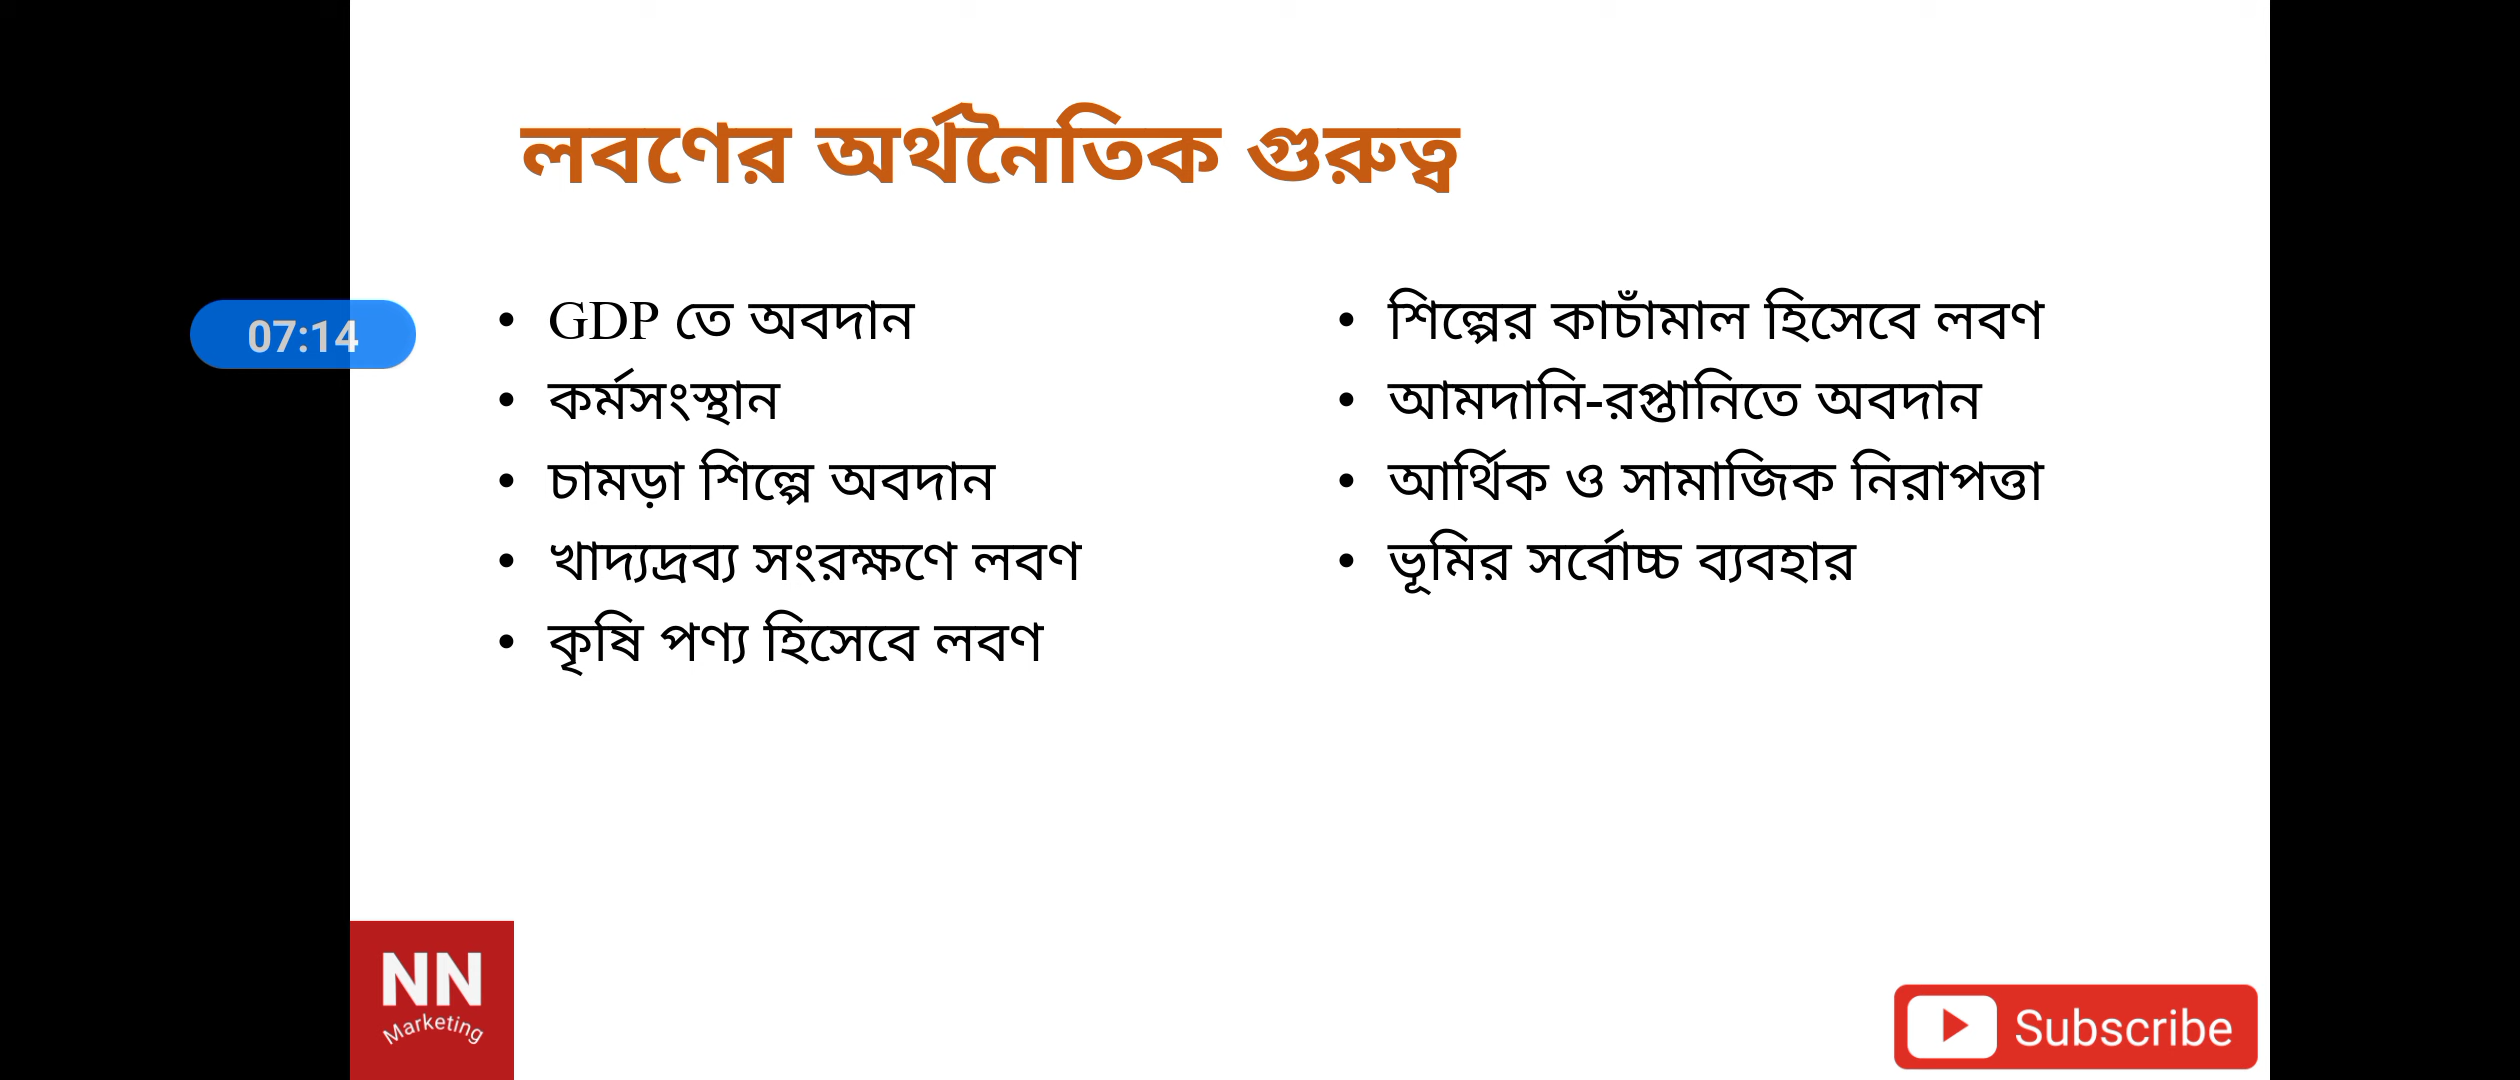 লবণের অর্থনৈতিক গুরুত্ব
07:14
• GDP তে অবদান
• কর্মসংস্থান
• চামড়া শিল্পে অবদান
• খাদ্যদ্রব্য সংরক্ষণে লবণ
• কৃষি পণ্য হিসেবে লবণ
• শিল্পের কাচাঁমাল হিসেবে লবণ
• আমদানি-রপ্তানিতে অবদান
• আর্থিক ও সামাজিক নিরাপত্তা
• ভূমির সর্বোচ্চ ব্যবহার
NN
Marketing
Subscribe